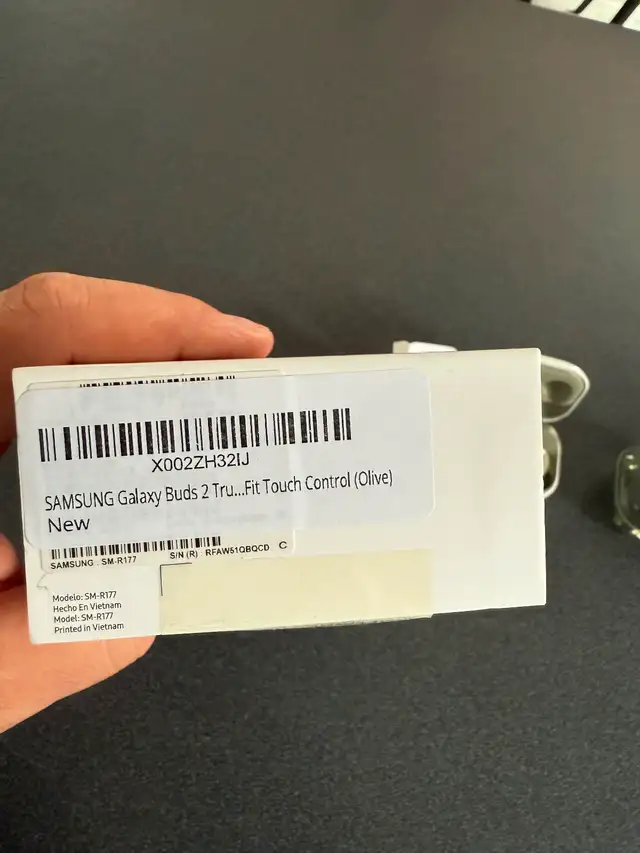 X002ZH32IJ
SAMSUNG Galaxy Buds 2 Tru...Fit Touch Control (Olive)
New
SAMSUNG SM-R177 S/N (R) : RFAW51QBQCD C
Modelo: SM-R177
Hecho En Vietnam
Model: SM-R177
Printed in Vietnam